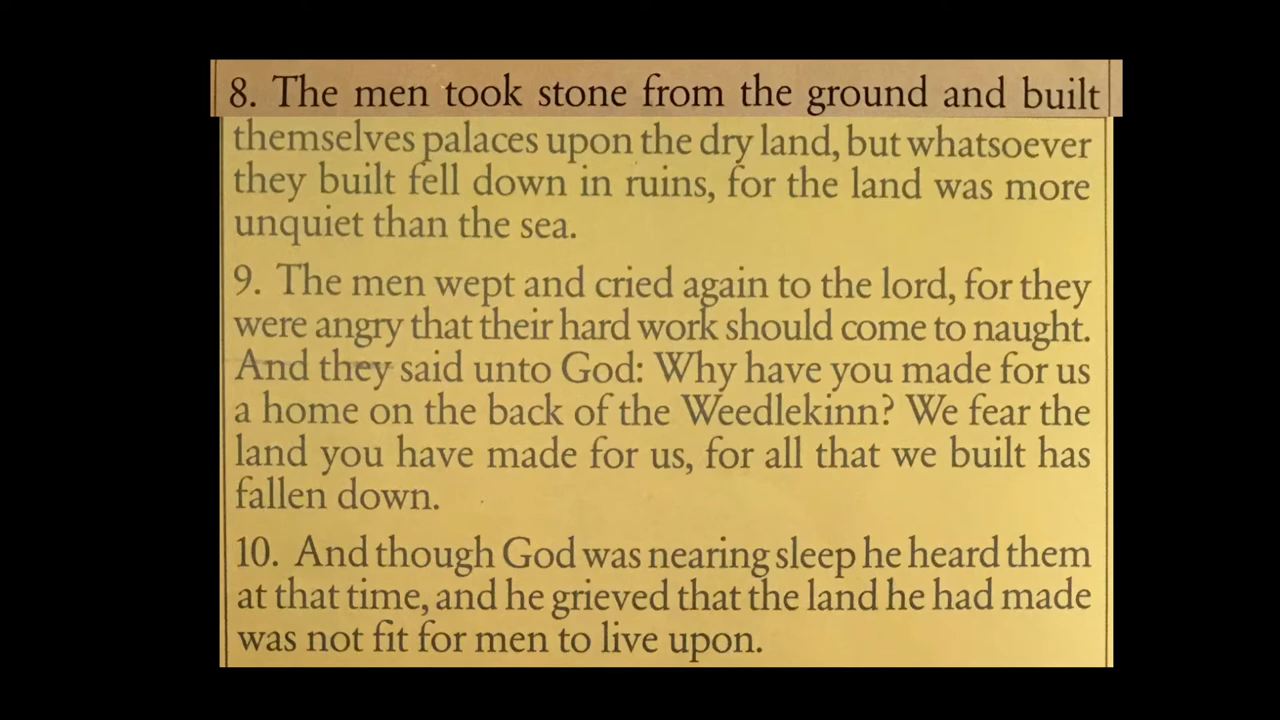 8. The men took stone from the ground and built
themselves palaces upon the dry land, but whatsoever
they built fell down in ruins, for the land was more
unquiet than the sea.
9. The men wept and cried again to the lord, for they
were angry that their hard work should come to naught.
And they said unto God: Why have you made for us
a home on the back of the Weedlekinn? We fear the
land you have made for us, for all that we built has
fallen down.
10. And though God was nearing sleep he heard them
at that time, and he grieved that the land he had made
was not fit for men to live upon.